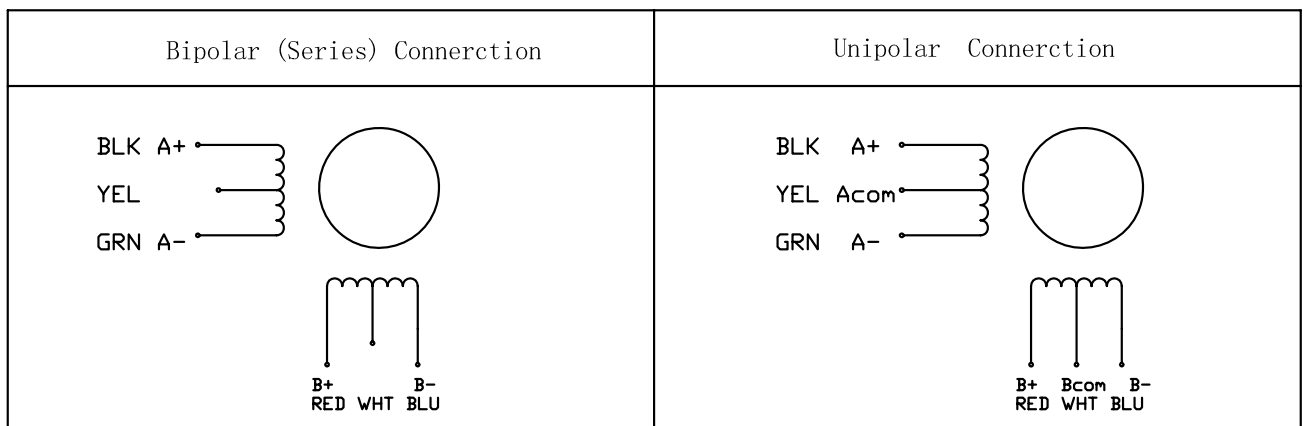 Bipolar (Series) Connerction
Unipolar Connerction
BLK A+
YEL
GRN A-
B+ B-
RED WHT BLU
BLK A+
YEL Acom
GRN A-
B+ Bcom B-
RED WHT BLU